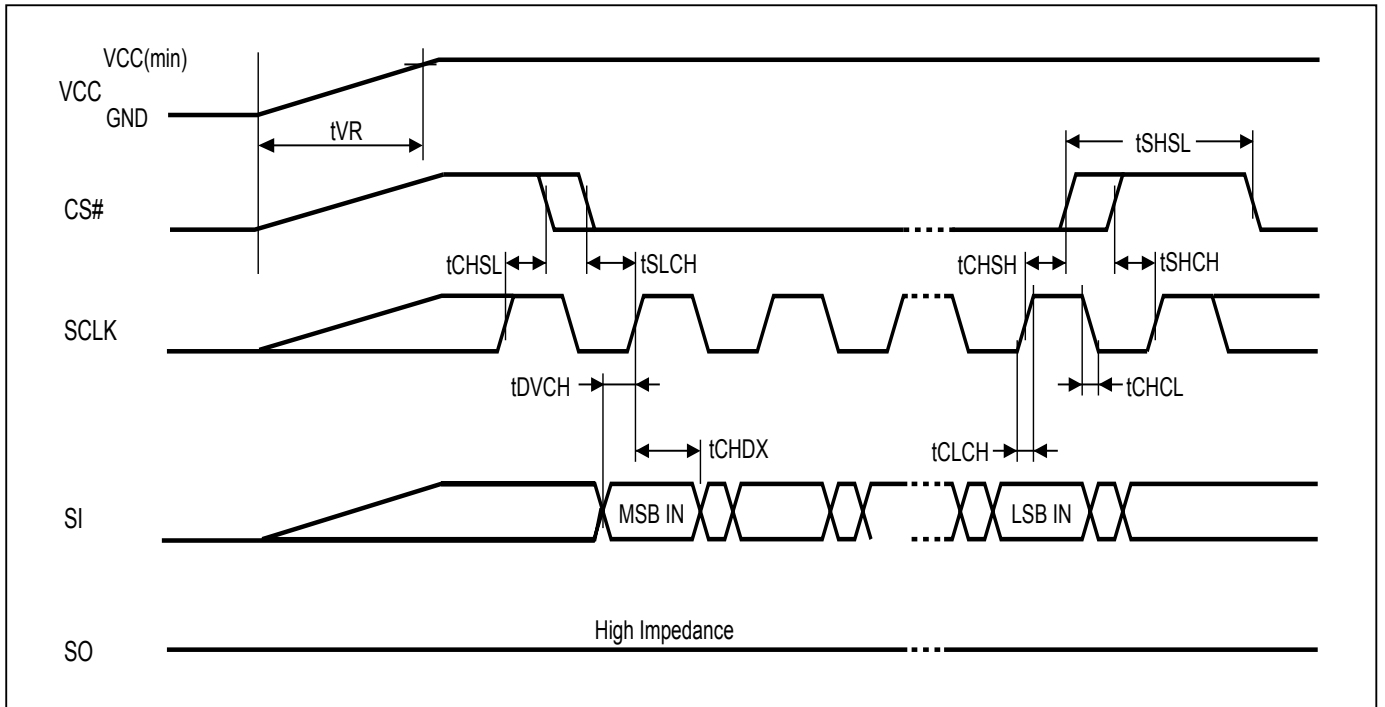 VCC(min)
VCC
GND
tVR
tSHSL
CS#
tCHSL
tSLCH
tCHSH
tSHCH
SCLK
tDVCH
tCHCL
tCHDX
tCLCH
SI
MSB IN
LSB IN
High Impedance
SO